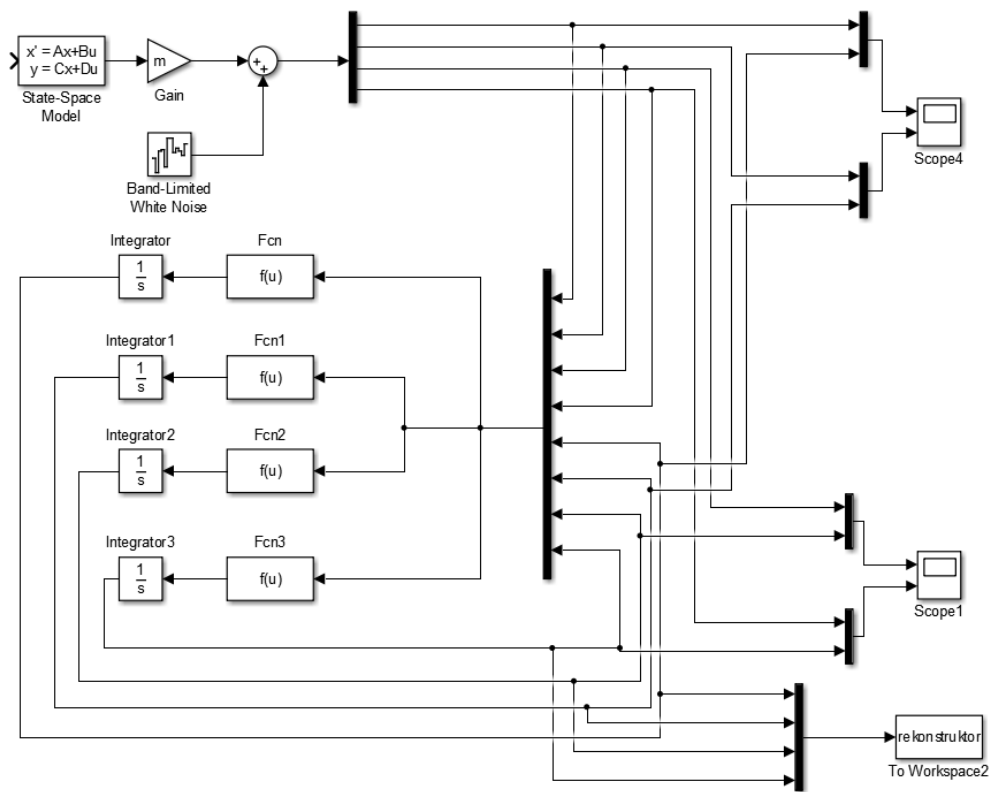 x' = Ax+Bu
y = Cx+Du
State-Space
Model
m
Gain
+
+
Band-Limited
White Noise
Scope4
Integrator
1
s
Fcn
f(u)
Integrator1
1
s
Fcn1
f(u)
Integrator2
1
s
Fcn2
f(u)
Integrator3
1
s
Fcn3
f(u)
Scope1
rekonstruktor
To Workspace2